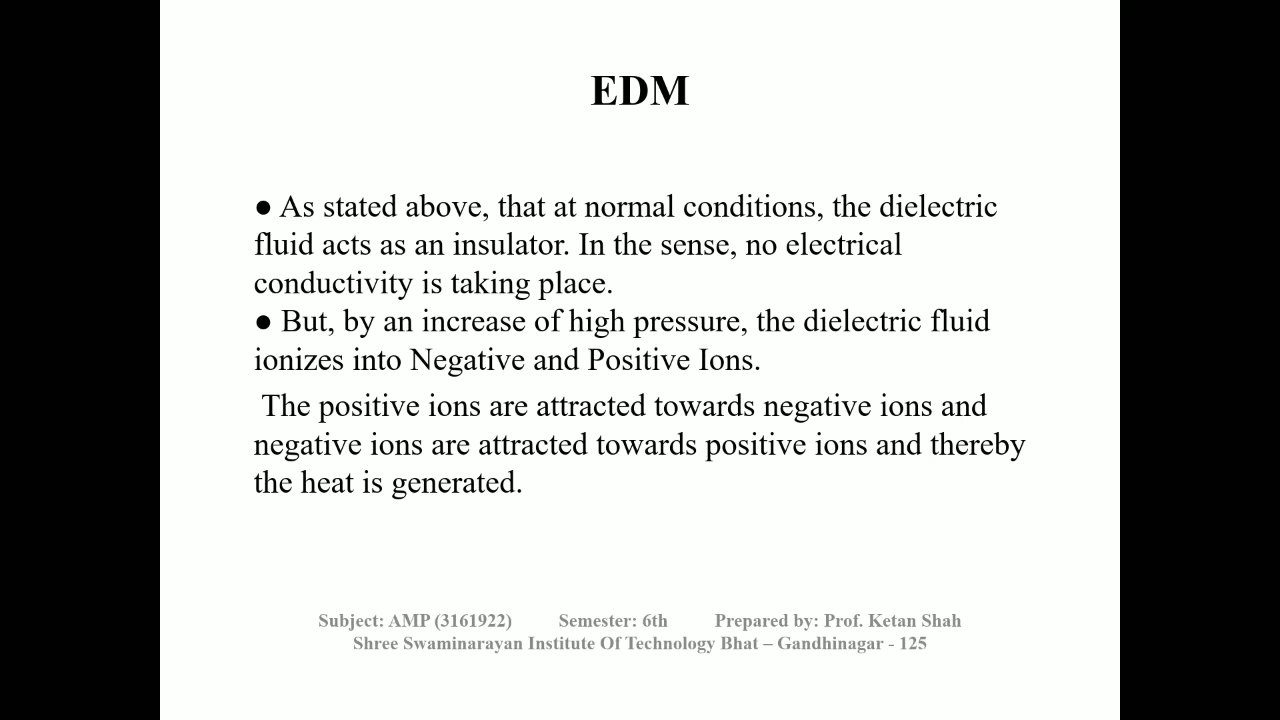 EDM
● As stated above, that at normal conditions, the dielectric
fluid acts as an insulator. In the sense, no electrical
conductivity is taking place.
● But, by an increase of high pressure, the dielectric fluid
ionizes into Negative and Positive Ions.
The positive ions are attracted towards negative ions and
negative ions are attracted towards positive ions and thereby
the heat is generated.
Subject: AMP (3161922) Semester: 6th Prepared by: Prof. Ketan Shah
Shree Swaminarayan Institute Of Technology Bhat – Gandhinagar - 125